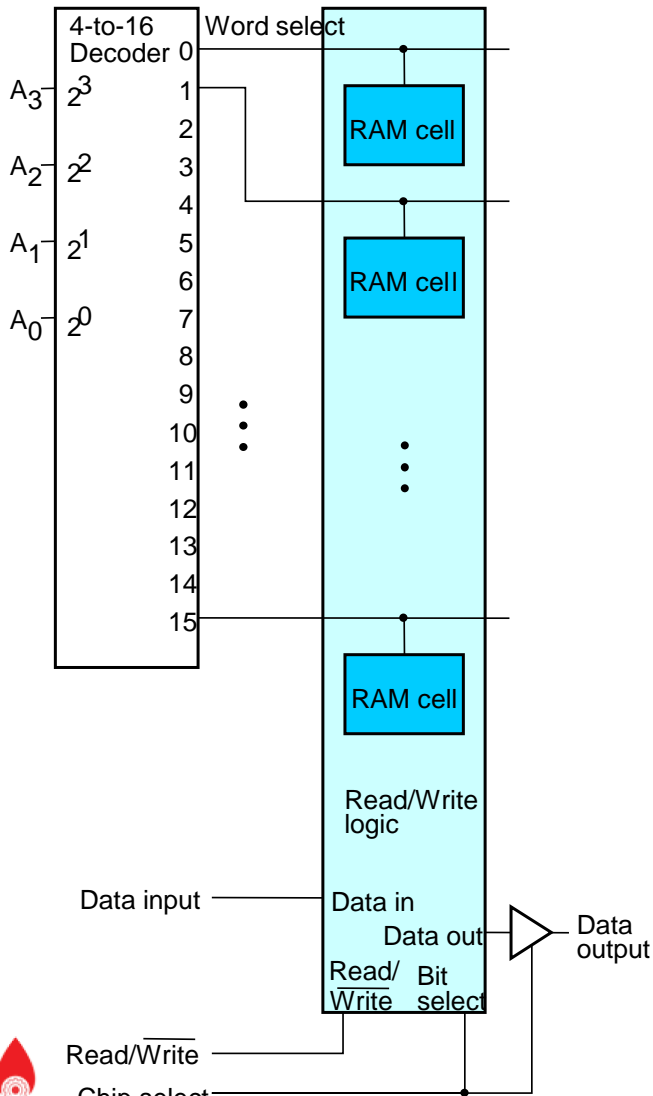 4-to-16
Decoder
Word select
0
1
2
3
4
5
6
7
8
9
10
11
12
13
14
15
A3 2^3
A2 2^2
A1 2^1
A0 2^0
RAM cell
RAM cell
RAM cell
Read/Write
logic
Data input
Data in
Data out
Data
output
Read/
Write
Bit
select
Read/Write
Chip select